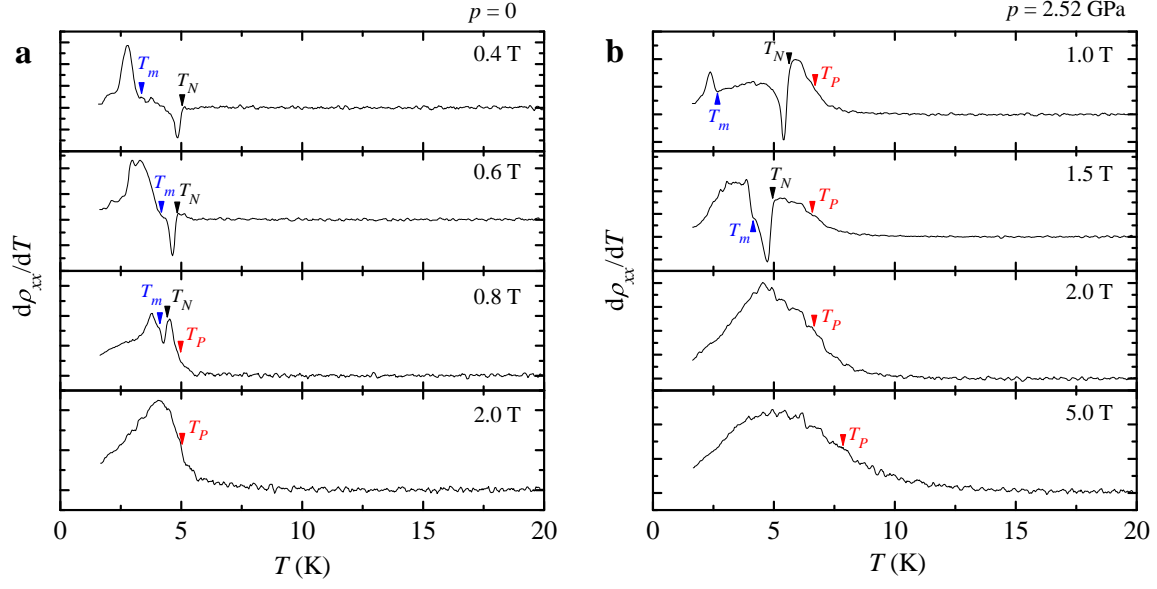 p = 0
a
0.4 T
T_m
T_N
0.6 T
T_m T_N
0.8 T
T_m T_N
T_P
2.0 T
T_P
dρ_xx/dT
0 5 10 15 20
T (K)
p = 2.52 GPa
b
1.0 T
T_N
T_P
T_m
1.5 T
T_N
T_P
T_m
2.0 T
T_P
5.0 T
T_P
dρ_xx/dT
0 5 10 15 20
T (K)